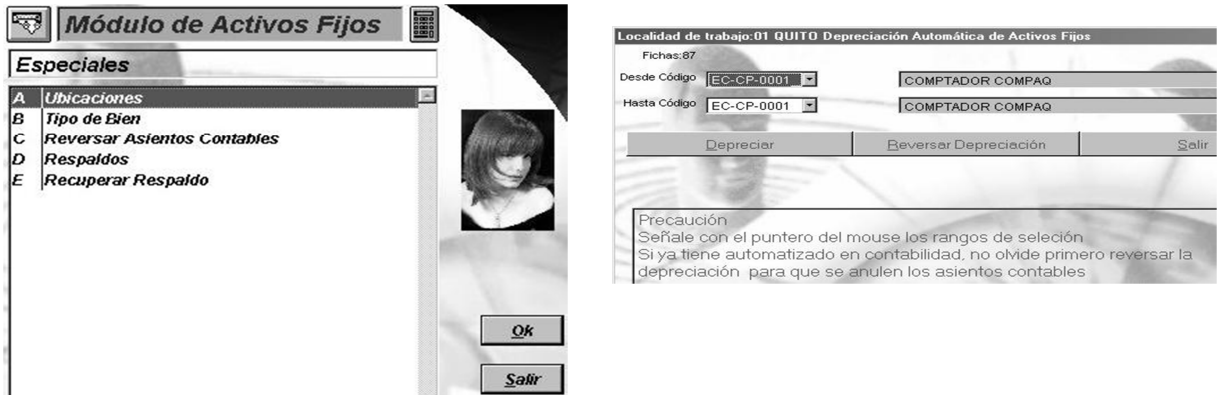 Módulo de Activos Fijos
Especiales
A Ubicaciones
B Tipo de Bien
C Reversar Asientos Contables
D Respaldos
E Recuperar Respaldo
Ok
Salir
Localidad de trabajo:01 QUITO Depreciación Automática de Activos Fijos
Fichas:87
Desde Código EC-CP-0001 COMPTADOR COMPAQ
Hasta Código EC-CP-0001 COMPTADOR COMPAQ
Depreciar Reversar Depreciación Salir
Precaución
Señale con el puntero del mouse los rangos de seleción
Si ya tiene automatizado en contabilidad, no olvide primero reversar la
depreciación para que se anulen los asientos contables